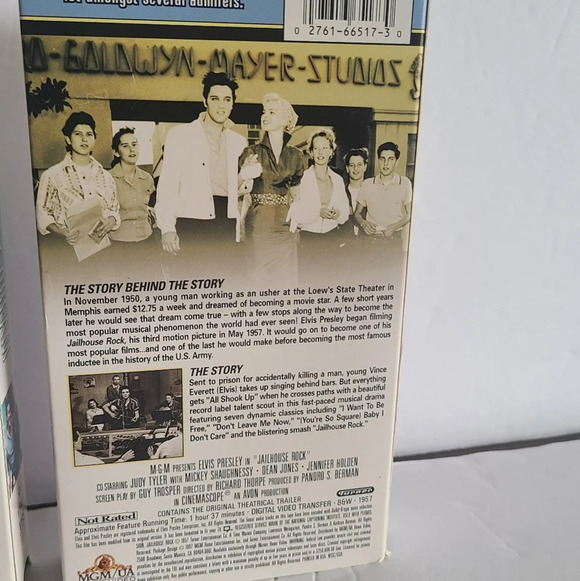 lot amongst several admirers.
0 2761-66517-3 0
O-GOLDWYN-MAYER-STUDIOS
THE STORY BEHIND THE STORY
In November 1950, a young man working as an usher at the Loew's State Theater in
Memphis earned $12.75 a week and dreamed of becoming a movie star. A few short years
later he would see that dream come true – with a few stops along the way to become the
most popular musical phenomenon the world had ever seen! Elvis Presley began filming
Jailhouse Rock, his third motion picture in May 1957. It would go on to become one of his
most popular films...and one of the last he would make before becoming the most famous
inductee in the history of the U.S. Army.
THE STORY
Sent to prison for accidentally killing a man, young Vince
Everett (Elvis) takes up singing behind bars. But everything
gets "All Shook Up" when he crosses paths with a beautiful
record label talent scout in this fast-paced musical drama
featuring seven dynamic classics including "I Want To Be
Free," "Don't Leave Me Now," "(You're So Square) Baby I
Don't Care" and the blistering smash "Jailhouse Rock."
M-G-M PRESENTS ELVIS PRESLEY IN "JAILHOUSE ROCK"
CO STARRING JUDY TYLER WITH MICKEY SHAUGHNESSY · DEAN JONES · JENNIFER HOLDEN
SCREEN PLAY BY GUY TROSPER DIRECTED BY RICHARD THORPE PRODUCED BY PANDRO S. BERMAN
IN CINEMASCOPE® AN AVON PRODUCTION
CONTAINS THE ORIGINAL THEATRICAL TRAILER
Turner
Not Rated
Approximate Feature Running Time: 1 hour 37 minutes · DIGITAL VIDEO TRANSFER · B&W · 1957
MGM/UA